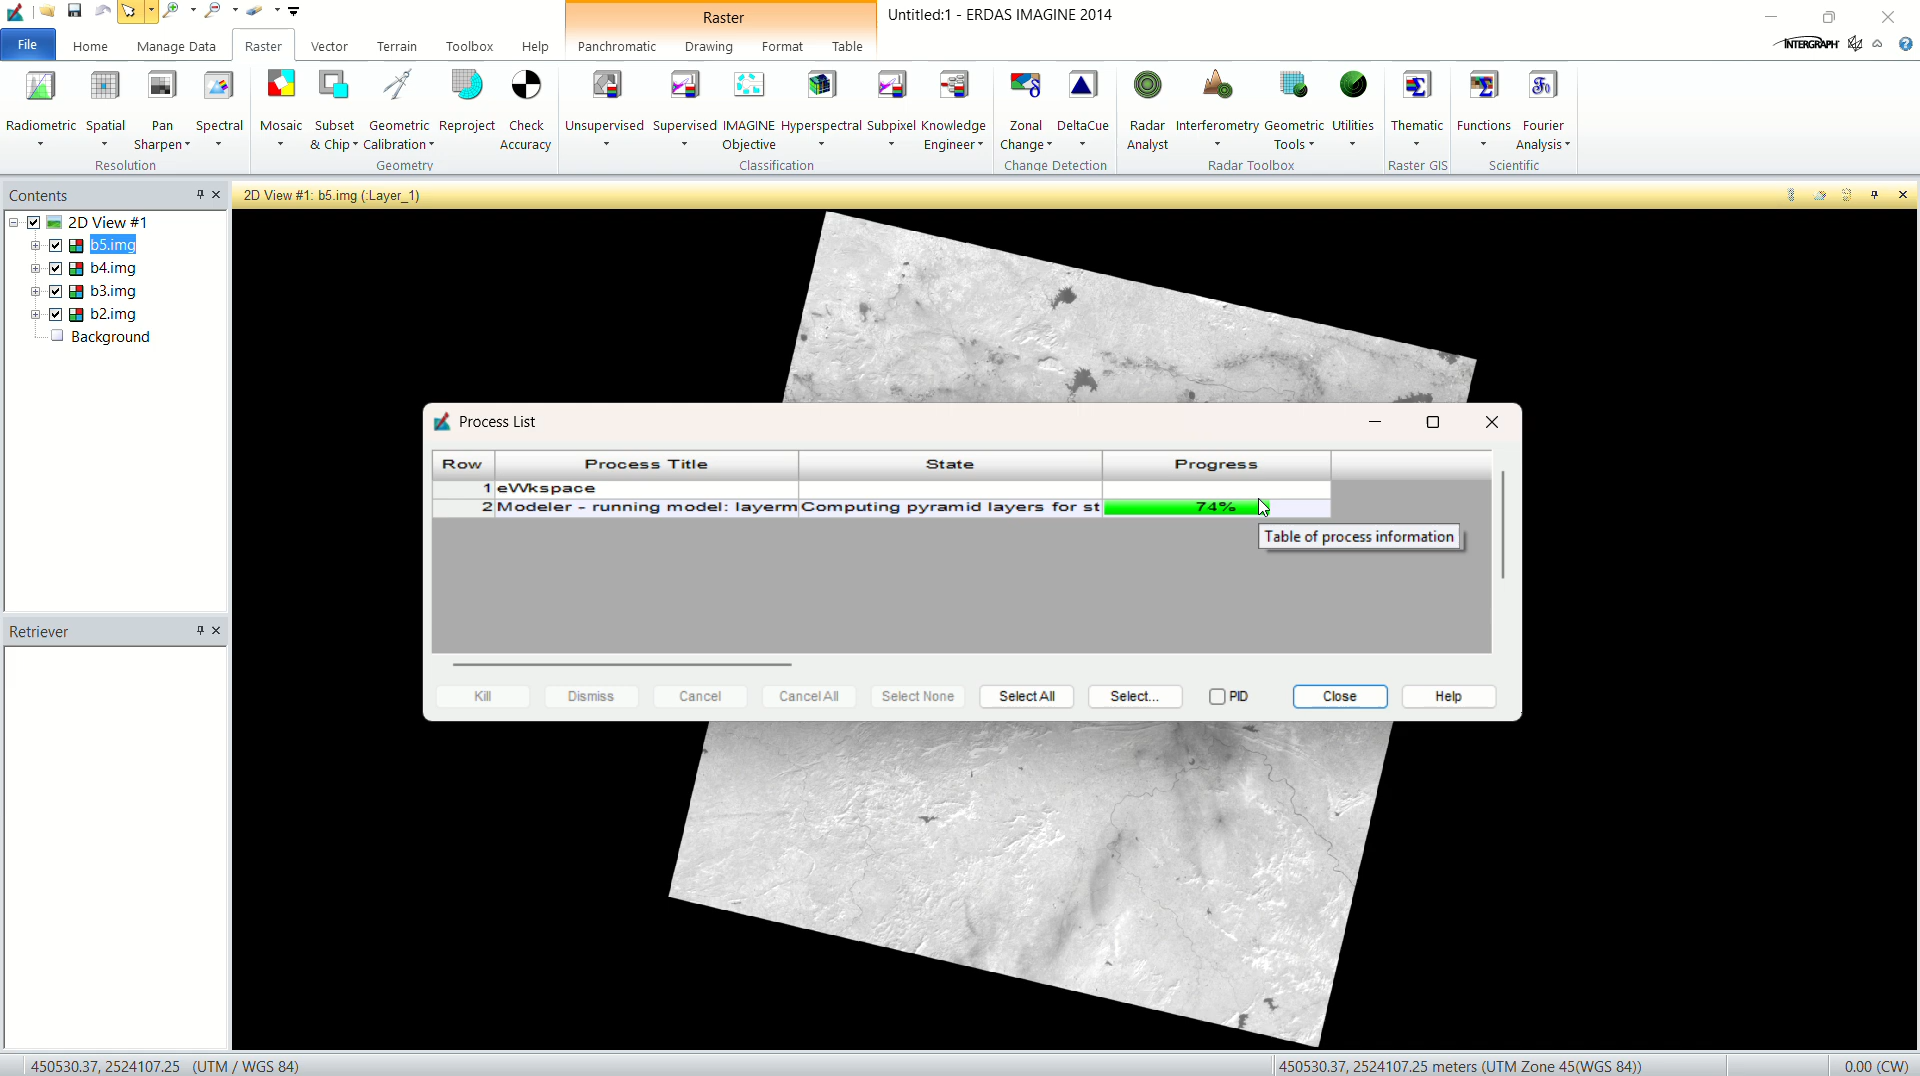 Raster
Untitled:1 - ERDAS IMAGINE 2014
File Home Manage Data Raster Vector Terrain Toolbox Help Panchromatic Drawing Format Table
INTERGRAPH
Radiometric Spatial Pan Sharpen Spectral
Resolution
Mosaic Subset & Chip Geometric Calibration Reproject Check Accuracy
Geometry
Unsupervised Supervised IMAGINE Objective Hyperspectral Subpixel Knowledge Engineer
Classification
Zonal Change DeltaCue
Change Detection
Radar Analyst Interferometry Geometric Tools Utilities
Radar Toolbox
Thematic
Raster GIS
Functions Fourier Analysis
Scientific
Contents
2D View #1: b5.img (:Layer_1)
2D View #1
b5.img
b4.img
b3.img
b2.img
Background
Retriever
Process List
Row Process Title State Progress
1 eWkspace
2 Modeler - running model: layerm Computing pyramid layers for st 74%
Table of process information
Kill Dismiss Cancel Cancel All Select None Select All Select... PID Close Help
450530.37, 2524107.25 (UTM / WGS 84)
450530.37, 2524107.25 meters (UTM Zone 45(WGS 84))
0.00 (CW)